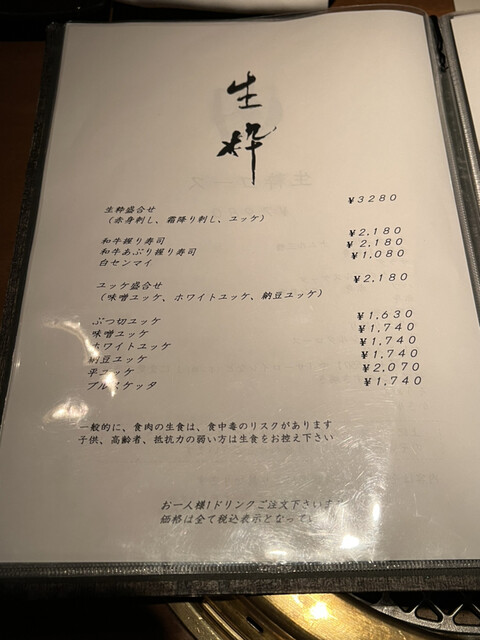 生粋
生粋盛合せ ¥3280
(赤身刺し、霜降り刺し、ユッケ)
和牛握り寿司 ¥2.180
和牛あぶり握り寿司 ¥2.180
白センマイ ¥1,080
ユッケ盛合せ ¥2.180
(味噌ユッケ、ホワイトユッケ、納豆ユッケ)
ぶつ切ユッケ ¥1.630
味噌ユッケ ¥1.740
ホワイトユッケ ¥1.740
納豆ユッケ ¥1.740
平ユッケ ¥2.070
ブルスケッタ ¥1.740
一般的に、食肉の生食は、食中毒のリスクがあります
子供、高齢者、抵抗力の弱い方は生食をお控え下さい
お一人様1ドリンクご注文下さいます
価格は全て税込表示となってい